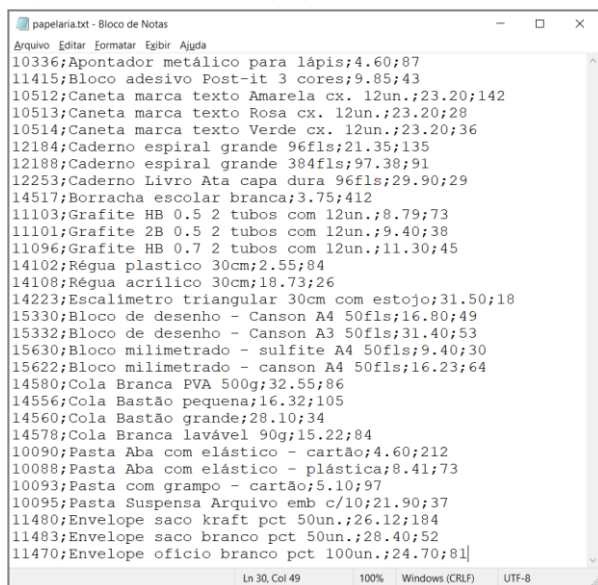 papelaria.txt - Bloco de Notas
Arquivo Editar Formatar Exibir Ajuda
10336;Apontador metálico para lápis;4.60;87
11415;Bloco adesivo Post-it 3 cores;9.85;43
10512;Caneta marca texto Amarela cx. 12un.;23.20;142
10513;Caneta marca texto Rosa cx. 12un.;23.20;28
10514;Caneta marca texto Verde cx. 12un.;23.20;36
12184;Caderno espiral grande 96fls;21.35;135
12188;Caderno espiral grande 384fls;97.38;91
12253;Caderno Livro Ata capa dura 96fls;29.90;29
14517;Borracha escolar branca;3.75;412
11103;Grafite HB 0.5 2 tubos com 12un.;8.79;73
11101;Grafite 2B 0.5 2 tubos com 12un.;9.40;38
11096;Grafite HB 0.7 2 tubos com 12un.;11.30;45
14102;Régua plastico 30cm;2.55;84
14108;Régua acrílico 30cm;18.73;26
14223;Escalímetro triangular 30cm com estojo;31.50;18
15330;Bloco de desenho - Canson A4 50fls;16.80;49
15332;Bloco de desenho - Canson A3 50fls;31.40;53
15630;Bloco milimetrado - sulfite A4 50fls;9.40;30
15622;Bloco milimetrado - canson A4 50fls;16.23;64
14580;Cola Branca PVA 500g;32.55;86
14556;Cola Bastão pequena;16.32;105
14560;Cola Bastão grande;28.10;34
14578;Cola Branca lavável 90g;15.22;84
10090;Pasta Aba com elástico - cartão;4.60;212
10088;Pasta Aba com elástico - plástica;8.41;73
10093;Pasta com grampo - cartão;5.10;97
10095;Pasta Suspensa Arquivo emb c/10;21.90;37
11480;Envelope saco kraft pct 50un.;26.12;184
11483;Envelope saco branco pct 50un.;28.40;52
11470;Envelope ofício branco pct 100un.;24.70;81
Ln 30, Col 49 100% Windows (CRLF) UTF-8